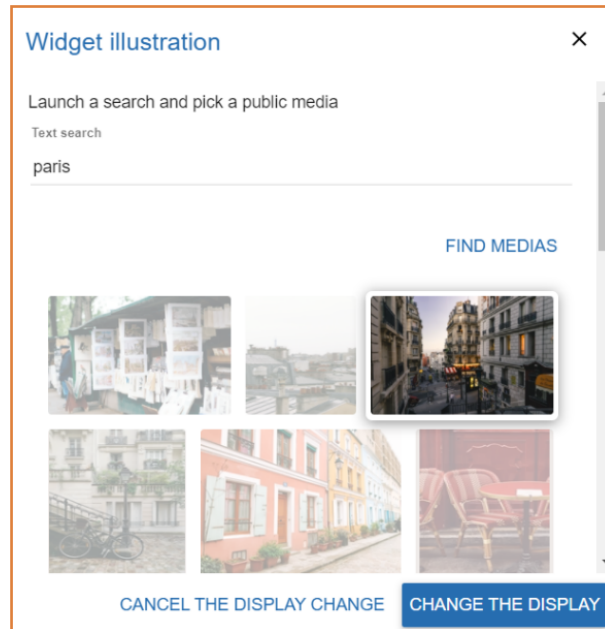 Widget illustration
Launch a search and pick a public media
Text search
paris
FIND MEDIAS
CANCEL THE DISPLAY CHANGE
CHANGE THE DISPLAY